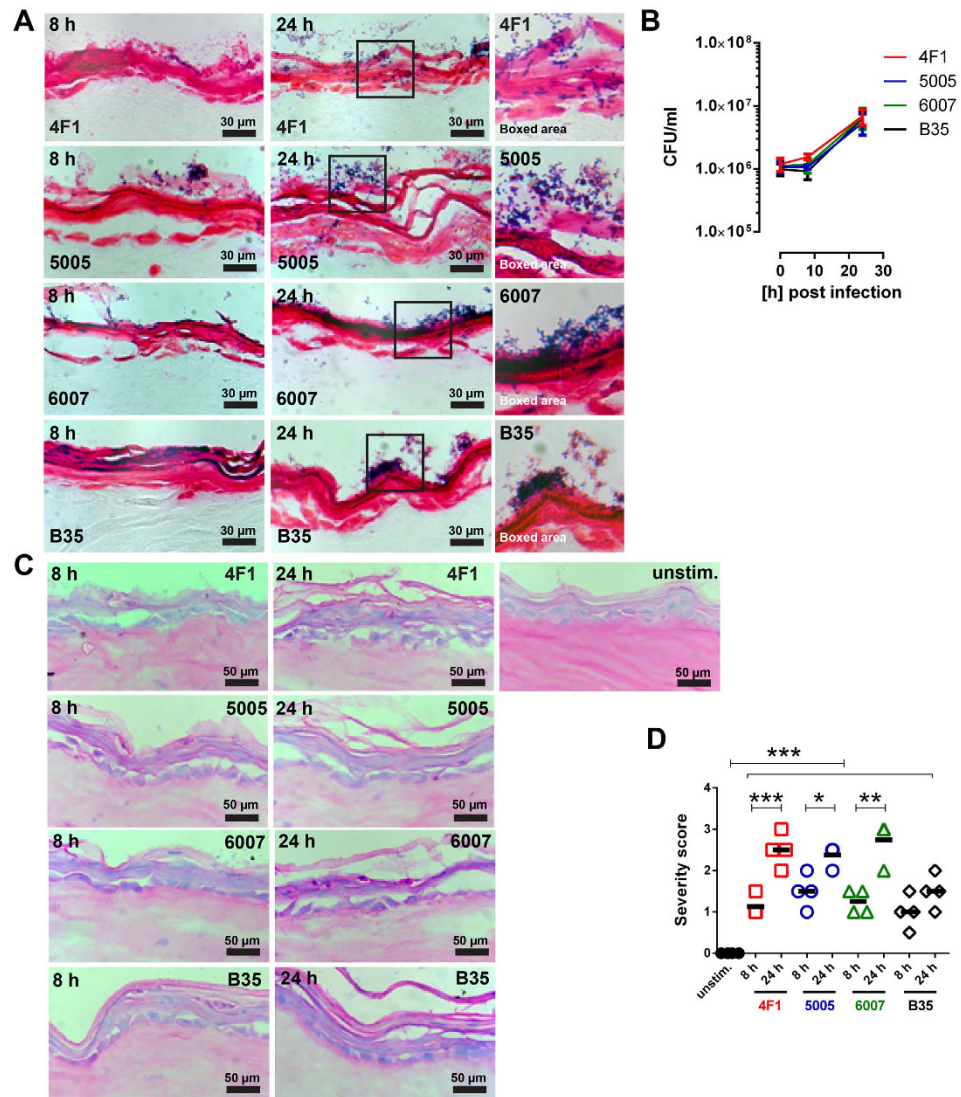 A
8 h
4F1
30 µm
24 h
4F1
30 µm
4F1
Boxed area
8 h
5005
30 µm
24 h
5005
30 µm
5005
Boxed area
8 h
6007
30 µm
24 h
6007
30 µm
6007
Boxed area
8 h
B35
30 µm
24 h
B35
30 µm
B35
Boxed area
B
CFU/ml
1.0×10⁸
1.0×10⁷
1.0×10⁶
1.0×10⁵
0 10 20 30
[h] post infection
4F1
5005
6007
B35
C
8 h 4F1
50 µm
24 h 4F1
50 µm
unstim.
50 µm
8 h 5005
50 µm
24 h 5005
50 µm
8 h 6007
50 µm
24 h 6007
50 µm
8 h B35
50 µm
24 h B35
50 µm
D
***
*** * **
Severity score
4
3
2
1
0
unstim. 8 h 24 h 8 h 24 h 8 h 24 h 8 h 24 h
4F1 5005 6007 B35